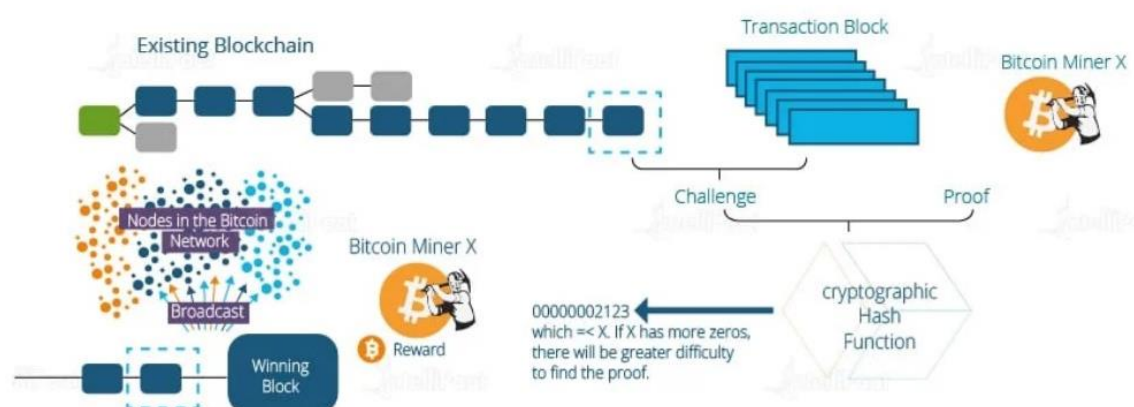 Existing Blockchain
Transaction Block
Bitcoin Miner X
Challenge
Proof
Nodes in the Bitcoin
Network
Broadcast
Bitcoin Miner X
Reward
Winning
Block
00000002123
which =< X. If X has more zeros,
there will be greater difficulty
to find the proof.
cryptographic
Hash
Function